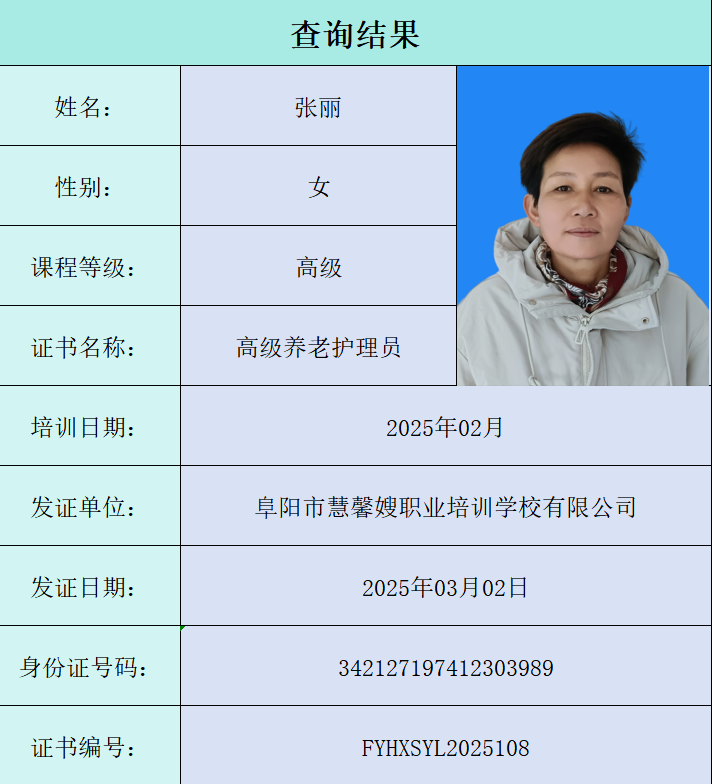 查询结果
姓名： 张丽
性别： 女
课程等级： 高级
证书名称： 高级养老护理员
培训日期： 2025年02月
发证单位： 阜阳市慧馨嫂职业培训学校有限公司
发证日期： 2025年03月02日
身份证号码： 342127197412303989
证书编号： FYHXSYL2025108